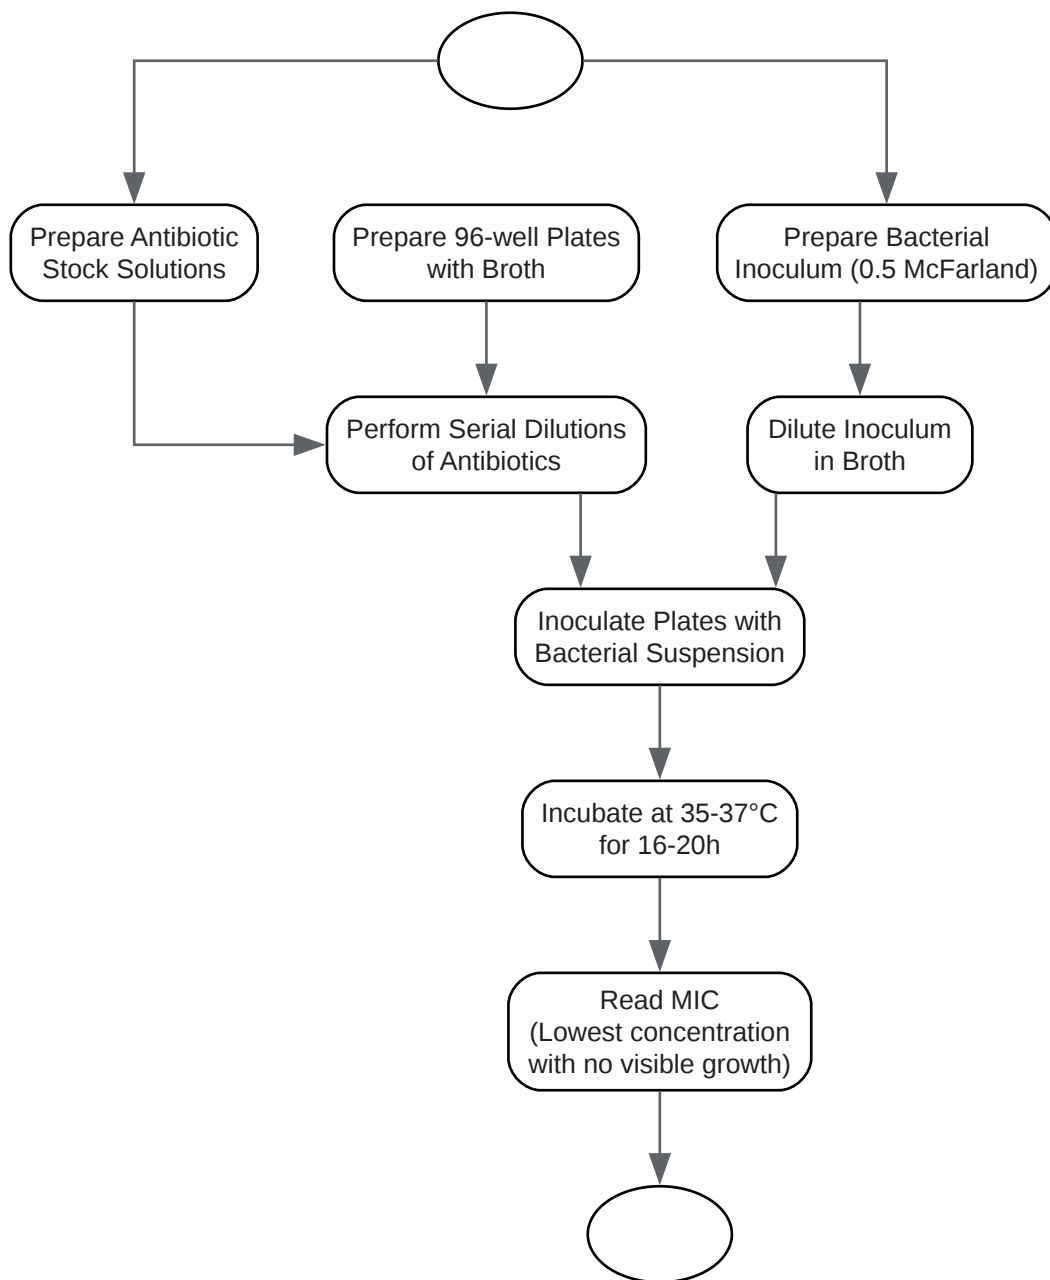 Prepare Antibiotic
Stock Solutions
Prepare 96-well Plates
with Broth
Prepare Bacterial
Inoculum (0.5 McFarland)
Perform Serial Dilutions
of Antibiotics
Dilute Inoculum
in Broth
Inoculate Plates with
Bacterial Suspension
Incubate at 35-37°C
for 16-20h
Read MIC
(Lowest concentration
with no visible growth)